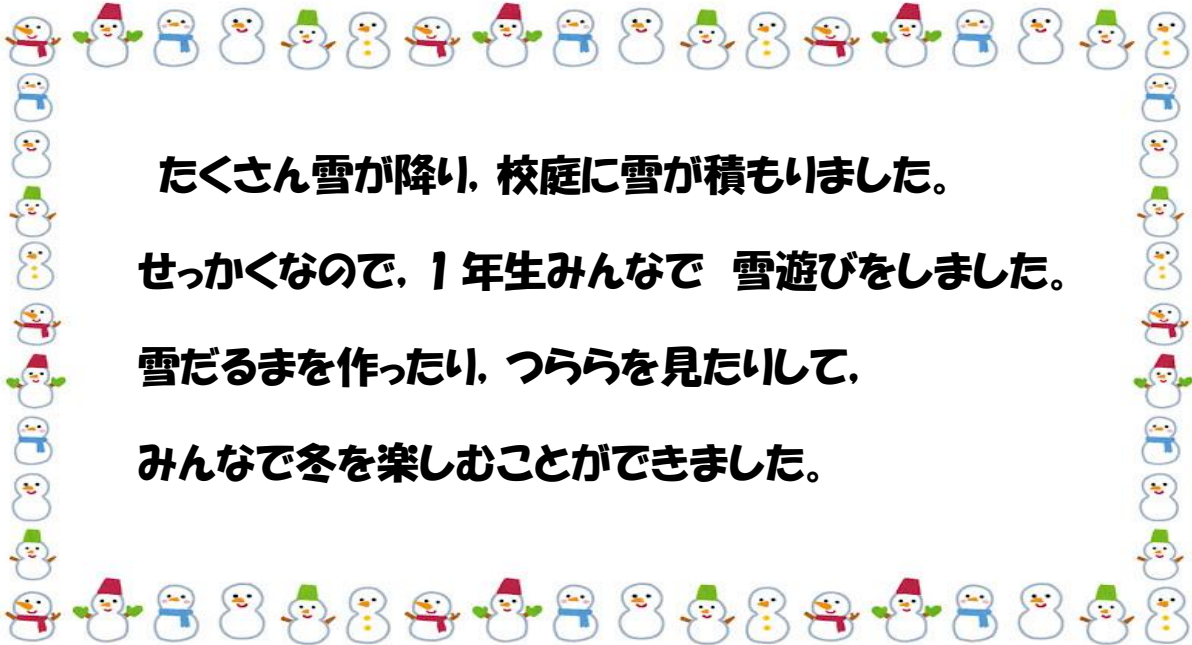 たくさん雪が降り，校庭に雪が積もりました。
せっかくなので，１年生みんなで　雪遊びをしました。
雪だるまを作ったり，つららを見たりして，
みんなで冬を楽しむことができました。